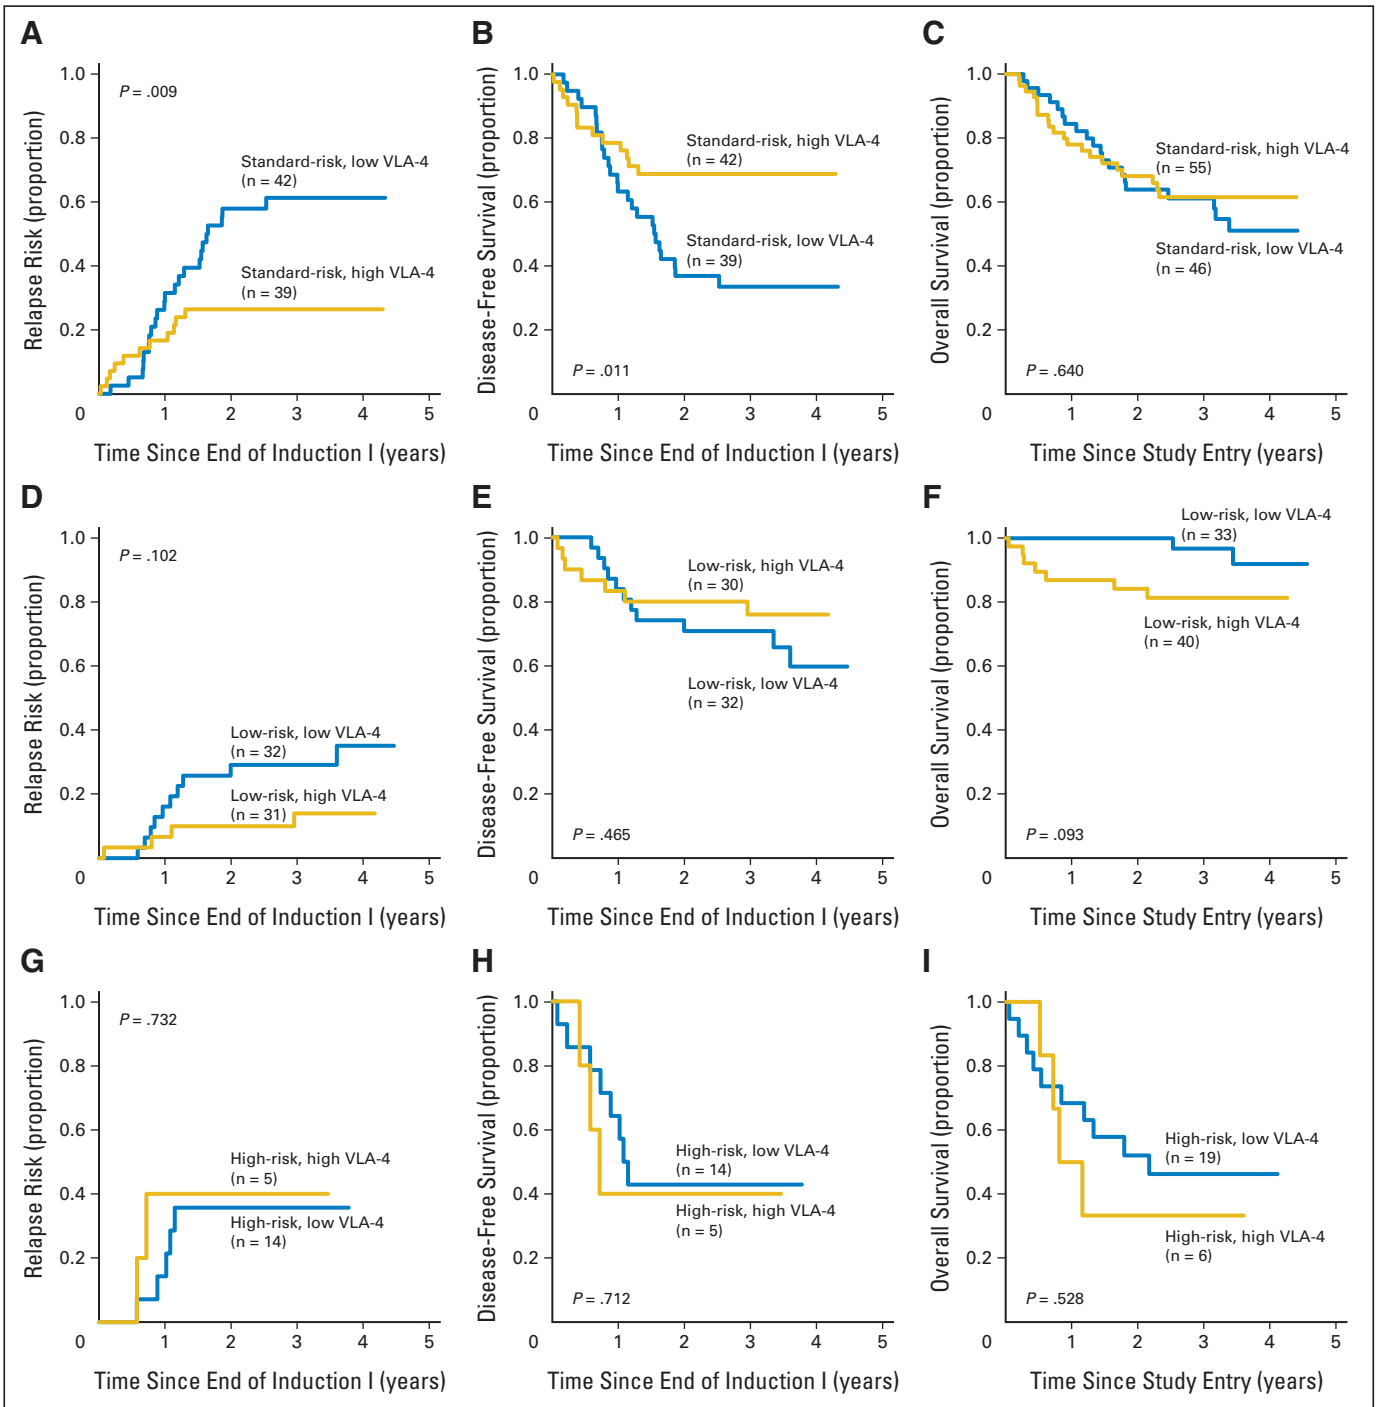 A
Relapse Risk (proportion)
1.0
0.8
0.6
0.4
0.2
0
1
2
3
4
5
P = .009
Standard-risk, low VLA-4
(n = 42)
Standard-risk, high VLA-4
(n = 39)
Time Since End of Induction I (years)
B
Disease-Free Survival (proportion)
1.0
0.8
0.6
0.4
0.2
0
1
2
3
4
5
Standard-risk, high VLA-4
(n = 42)
Standard-risk, low VLA-4
(n = 39)
P = .011
Time Since End of Induction I (years)
C
Overall Survival (proportion)
1.0
0.8
0.6
0.4
0.2
0
1
2
3
4
5
Standard-risk, high VLA-4
(n = 55)
Standard-risk, low VLA-4
(n = 46)
P = .640
Time Since Study Entry (years)
D
Relapse Risk (proportion)
1.0
0.8
0.6
0.4
0.2
0
1
2
3
4
5
P = .102
Low-risk, low VLA-4
(n = 32)
Low-risk, high VLA-4
(n = 31)
Time Since End of Induction I (years)
E
Disease-Free Survival (proportion)
1.0
0.8
0.6
0.4
0.2
0
1
2
3
4
5
Low-risk, high VLA-4
(n = 30)
Low-risk, low VLA-4
(n = 32)
P = .465
Time Since End of Induction I (years)
F
Overall Survival (proportion)
1.0
0.8
0.6
0.4
0.2
0
1
2
3
4
5
Low-risk, low VLA-4
(n = 33)
Low-risk, high VLA-4
(n = 40)
P = .093
Time Since Study Entry (years)
G
Relapse Risk (proportion)
1.0
0.8
0.6
0.4
0.2
0
1
2
3
4
5
P = .732
High-risk, high VLA-4
(n = 5)
High-risk, low VLA-4
(n = 14)
Time Since End of Induction I (years)
H
Disease-Free Survival (proportion)
1.0
0.8
0.6
0.4
0.2
0
1
2
3
4
5
High-risk, low VLA-4
(n = 14)
High-risk, high VLA-4
(n = 5)
P = .712
Time Since End of Induction I (years)
I
Overall Survival (proportion)
1.0
0.8
0.6
0.4
0.2
0
1
2
3
4
5
High-risk, low VLA-4
(n = 19)
High-risk, high VLA-4
(n = 6)
P = .528
Time Since Study Entry (years)